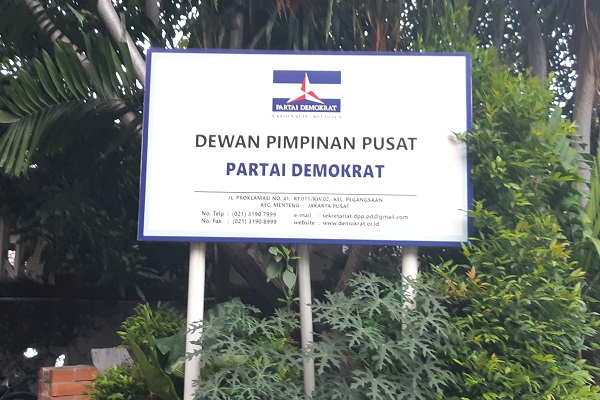 PARTAI DEMOKRAT
NASIONALIS - RELIGIUS
DEWAN PIMPINAN PUSAT
PARTAI DEMOKRAT
JL. PROKLAMASI NO. 41, RT.011/RW.02, KEL. PEGANGSAAN
KEC. MENTENG - JAKARTA PUSAT
No. Telp : (021) 3190 7999 e-mail : sekretariat.dpp.pd@gmail.com
No. Fax : (021) 3190 8999 website : www.demokrat.or.id